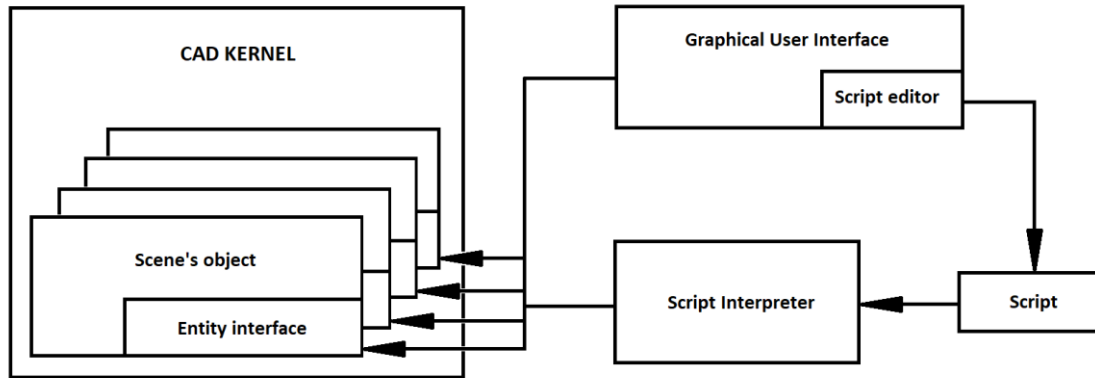 CAD KERNEL
Scene's object
Entity interface
Graphical User Interface
Script editor
Script Interpreter
Script